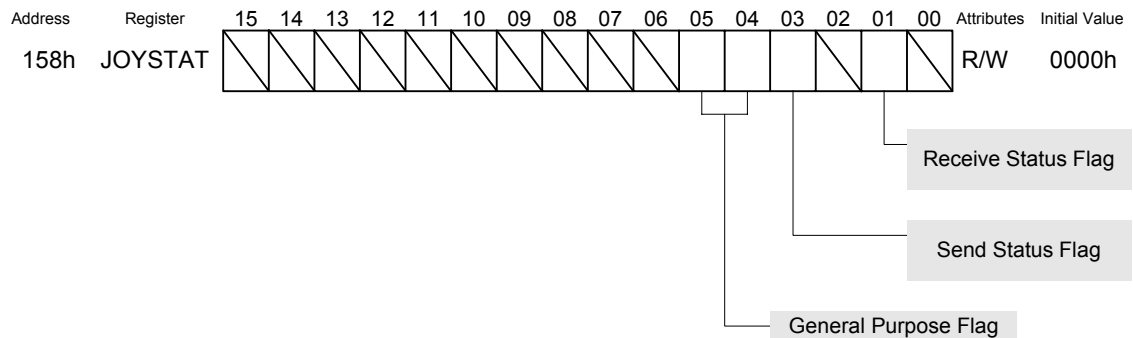 Address Register 15 14 13 12 11 10 09 08 07 06 05 04 03 02 01 00 Attributes Initial Value
158h JOYSTAT R/W 0000h
Receive Status Flag
Send Status Flag
General Purpose Flag